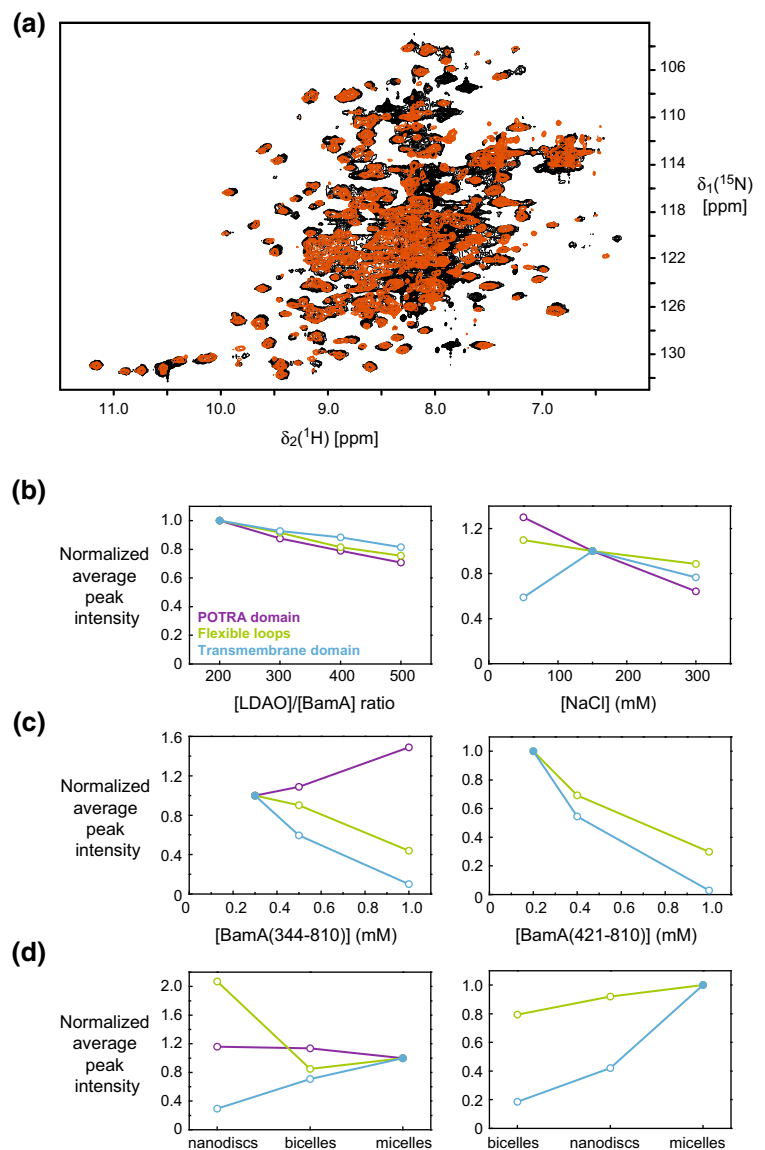 (a)
106
110
114
118
122
126
130
δ₁(¹⁵N)
[ppm]
11.0 10.0 9.0 8.0 7.0
δ₂(¹H) [ppm]
(b)
Normalized
average
peak
intensity
1.0
0.8
0.6
0.4
0.2
0
POTRA domain
Flexible loops
Transmembrane domain
200 300 400 500
[LDAO]/[BamA] ratio
1.2
0.8
0.4
0
0 100 200 300
[NaCl] (mM)
(c)
Normalized
average
peak
intensity
1.6
1.2
0.8
0.4
0
0 0.2 0.4 0.6 0.8 1.0
[BamA(344-810)] (mM)
1.0
0.8
0.6
0.4
0.2
0
0 0.2 0.4 0.6 0.8 1.0
[BamA(421-810)] (mM)
(d)
Normalized
average
peak
intensity
2.0
1.6
1.2
0.8
0.4
0
nanodiscs bicelles micelles
1.0
0.8
0.6
0.4
0.2
0
bicelles nanodiscs micelles